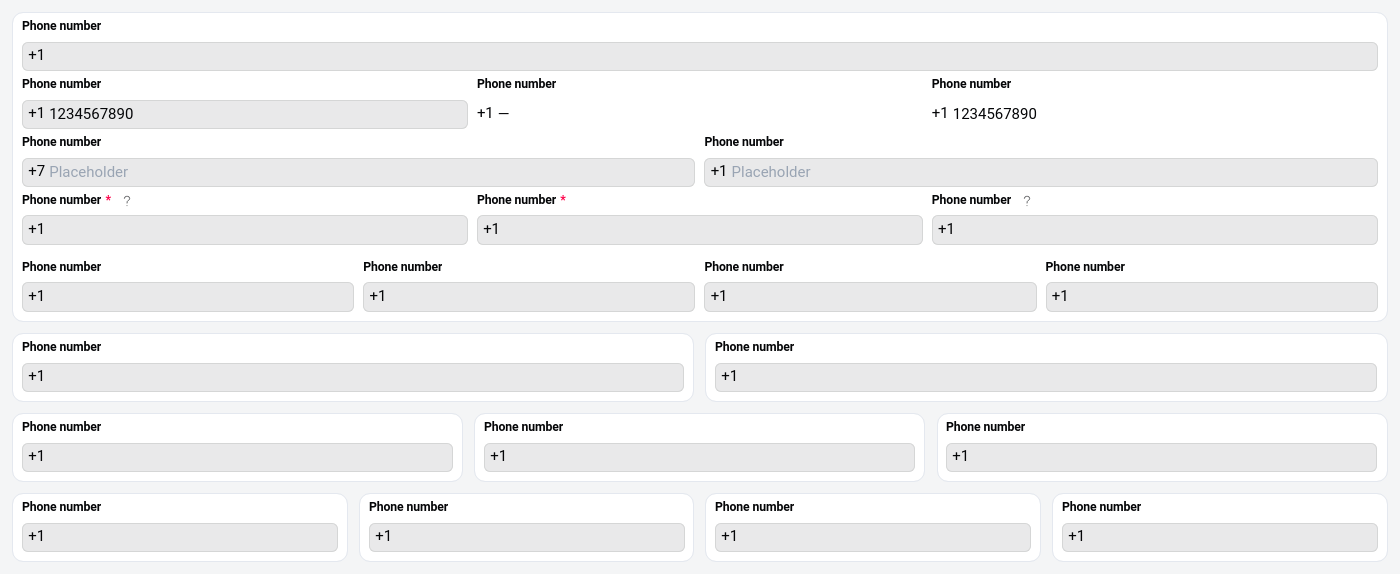 Phone number
+1
Phone number Phone number Phone number
+1 1234567890 +1 — +1 1234567890
Phone number Phone number
+7 Placeholder +1 Placeholder
Phone number * ? Phone number * Phone number ?
+1 +1 +1
Phone number Phone number Phone number Phone number
+1 +1 +1 +1
Phone number Phone number
+1 +1
Phone number Phone number Phone number
+1 +1 +1
Phone number Phone number Phone number Phone number
+1 +1 +1 +1